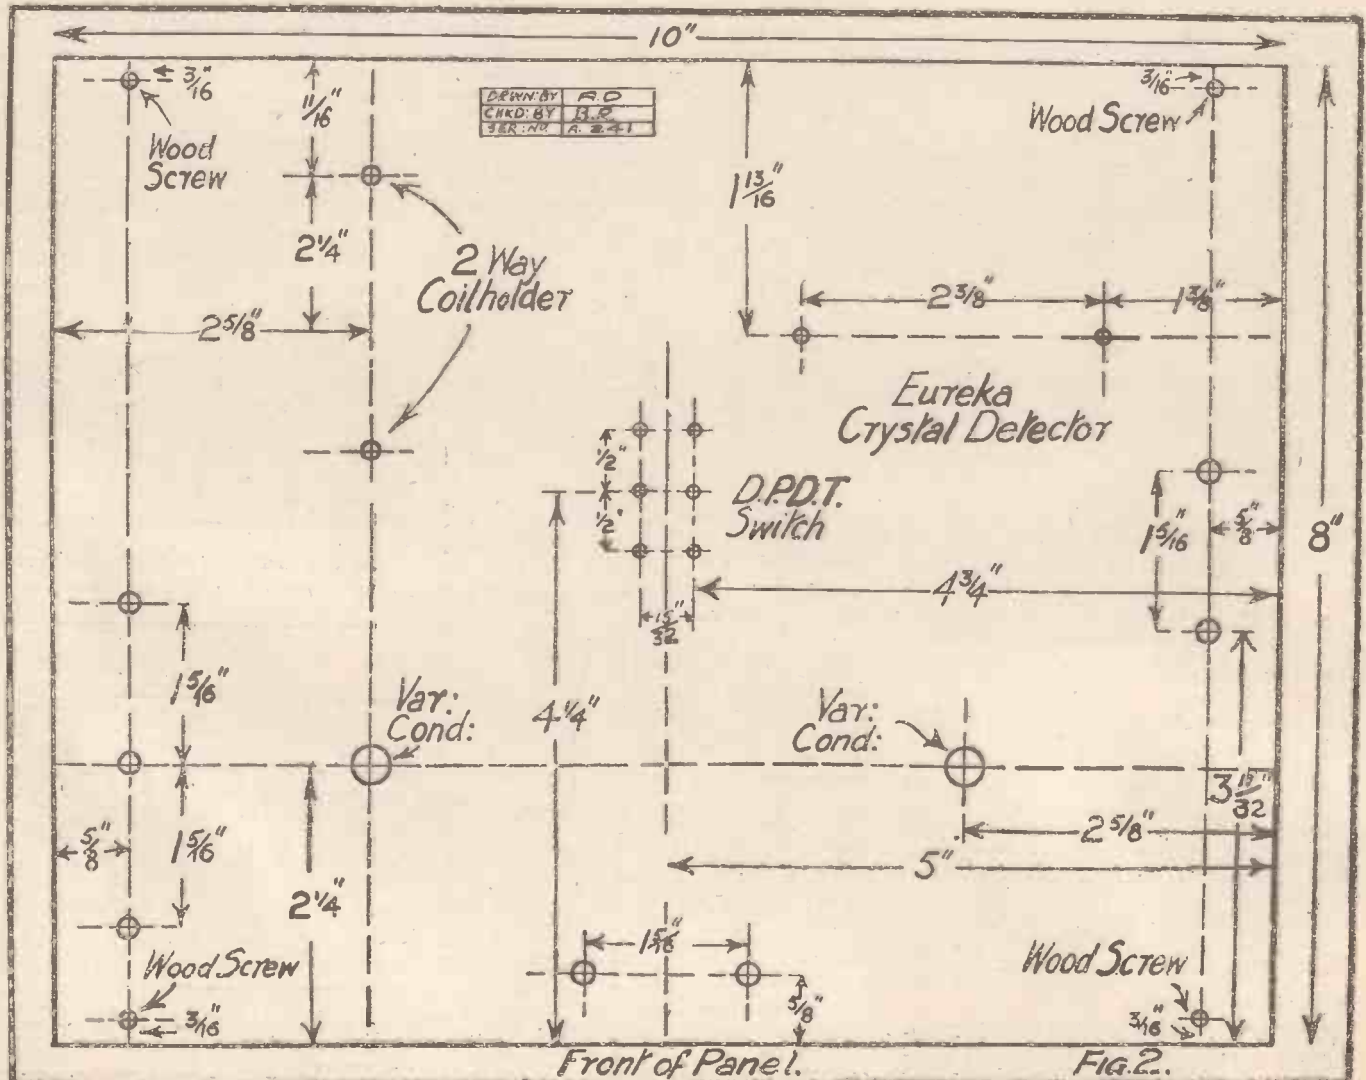 10"
3/16"
Wood
Screw
11/16"
DRWN: BY A.D
CHKD: BY B.R.
SER: NO. A. 241
1 13/16"
3/16"
Wood Screw
2 1/4"
2 Way
Coilholder
2 5/8"
2 3/8"
1 3/8"
Eureka
Crystal Detector
1/2"
1/2"
D.P.D.T.
Switch
1 5/16"
5/8"
8"
4 3/4"
15/32"
1 5/16"
Var:
Cond:
4 1/4"
Var:
Cond:
5/8"
1 5/16"
2 1/4"
2 5/8"
5"
1 5/16"
5/8"
Wood Screw
3/16"
Wood Screw
3/16"
Front of Panel.
FIG. 2.